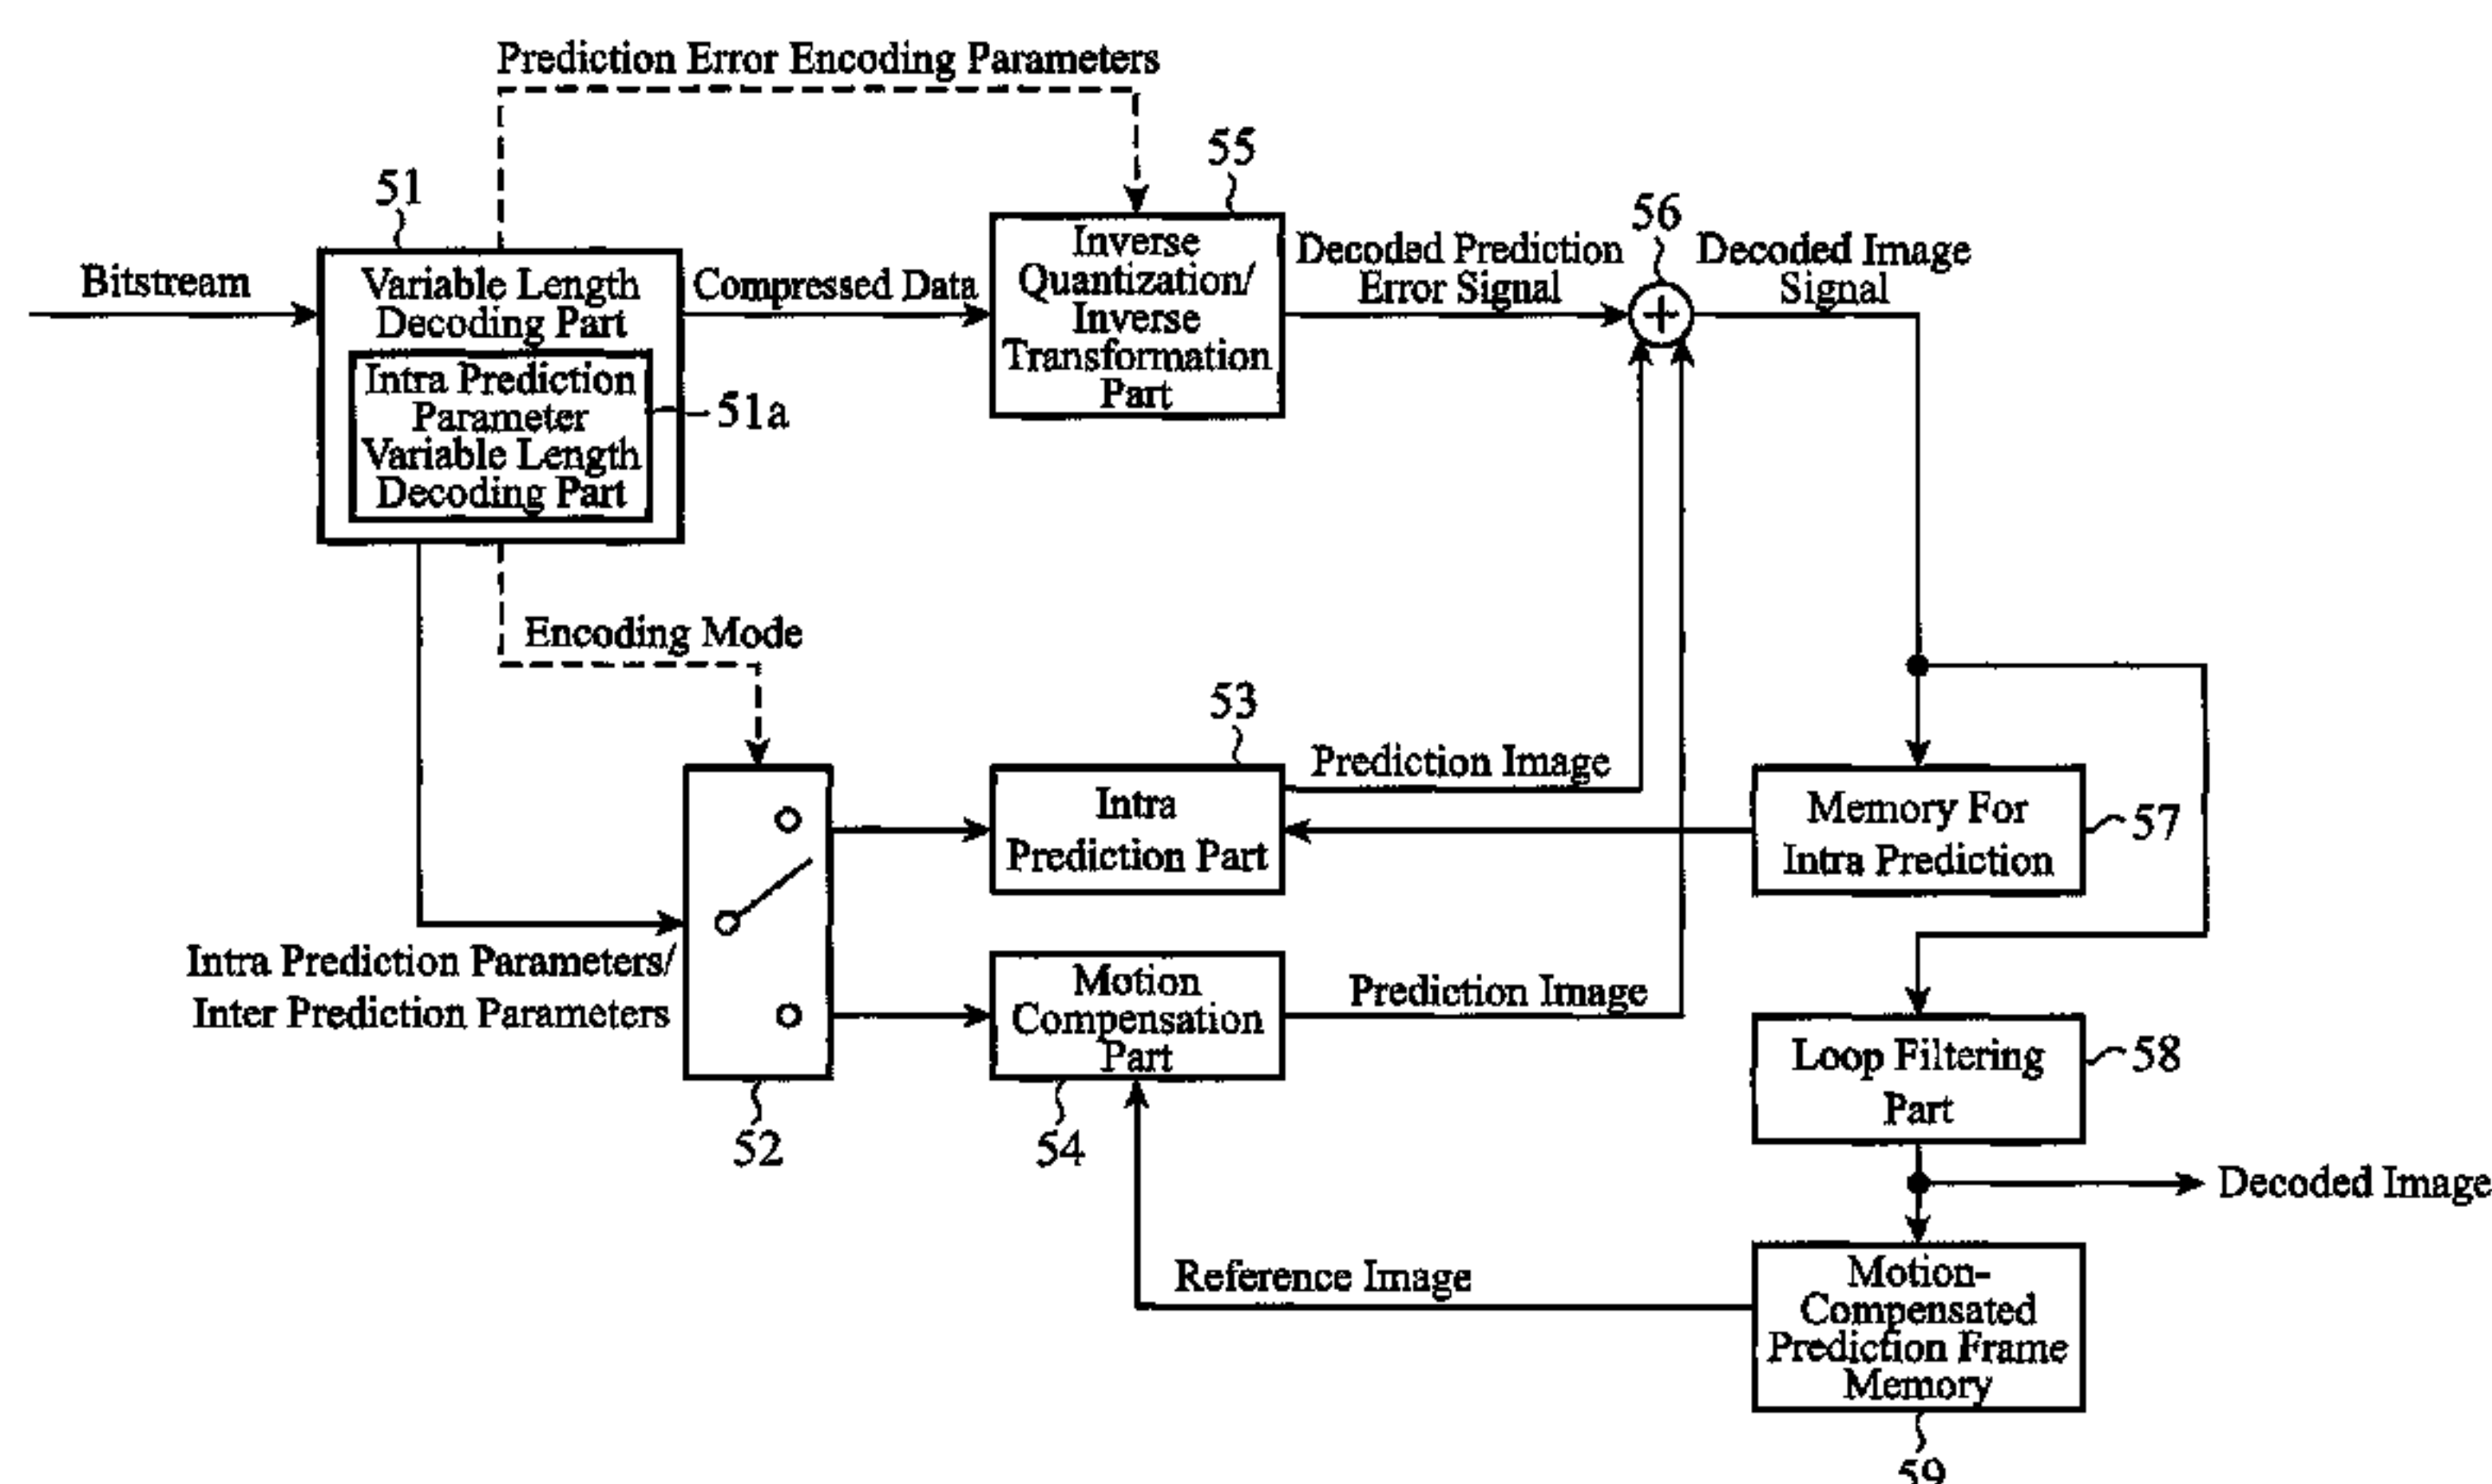 Prediction Error Encoding Parameters
55
51
56
Bitstream
Variable Length
Decoding Part
Compressed Data
Inverse
Quantization/
Inverse
Transformation
Part
Decoded Prediction
Error Signal
Decoded Image
Signal
Intra Prediction
Parameter
Variable Length
Decoding Part
51a
Encoding Mode
53
Prediction Image
Intra
Prediction Part
Memory For
Intra Prediction
57
Intra Prediction Parameters/
Inter Prediction Parameters
Motion
Compensation
Part
Prediction Image
Loop Filtering
Part
58
52
54
Decoded Image
Reference Image
Motion-
Compensated
Prediction Frame
Memory
59